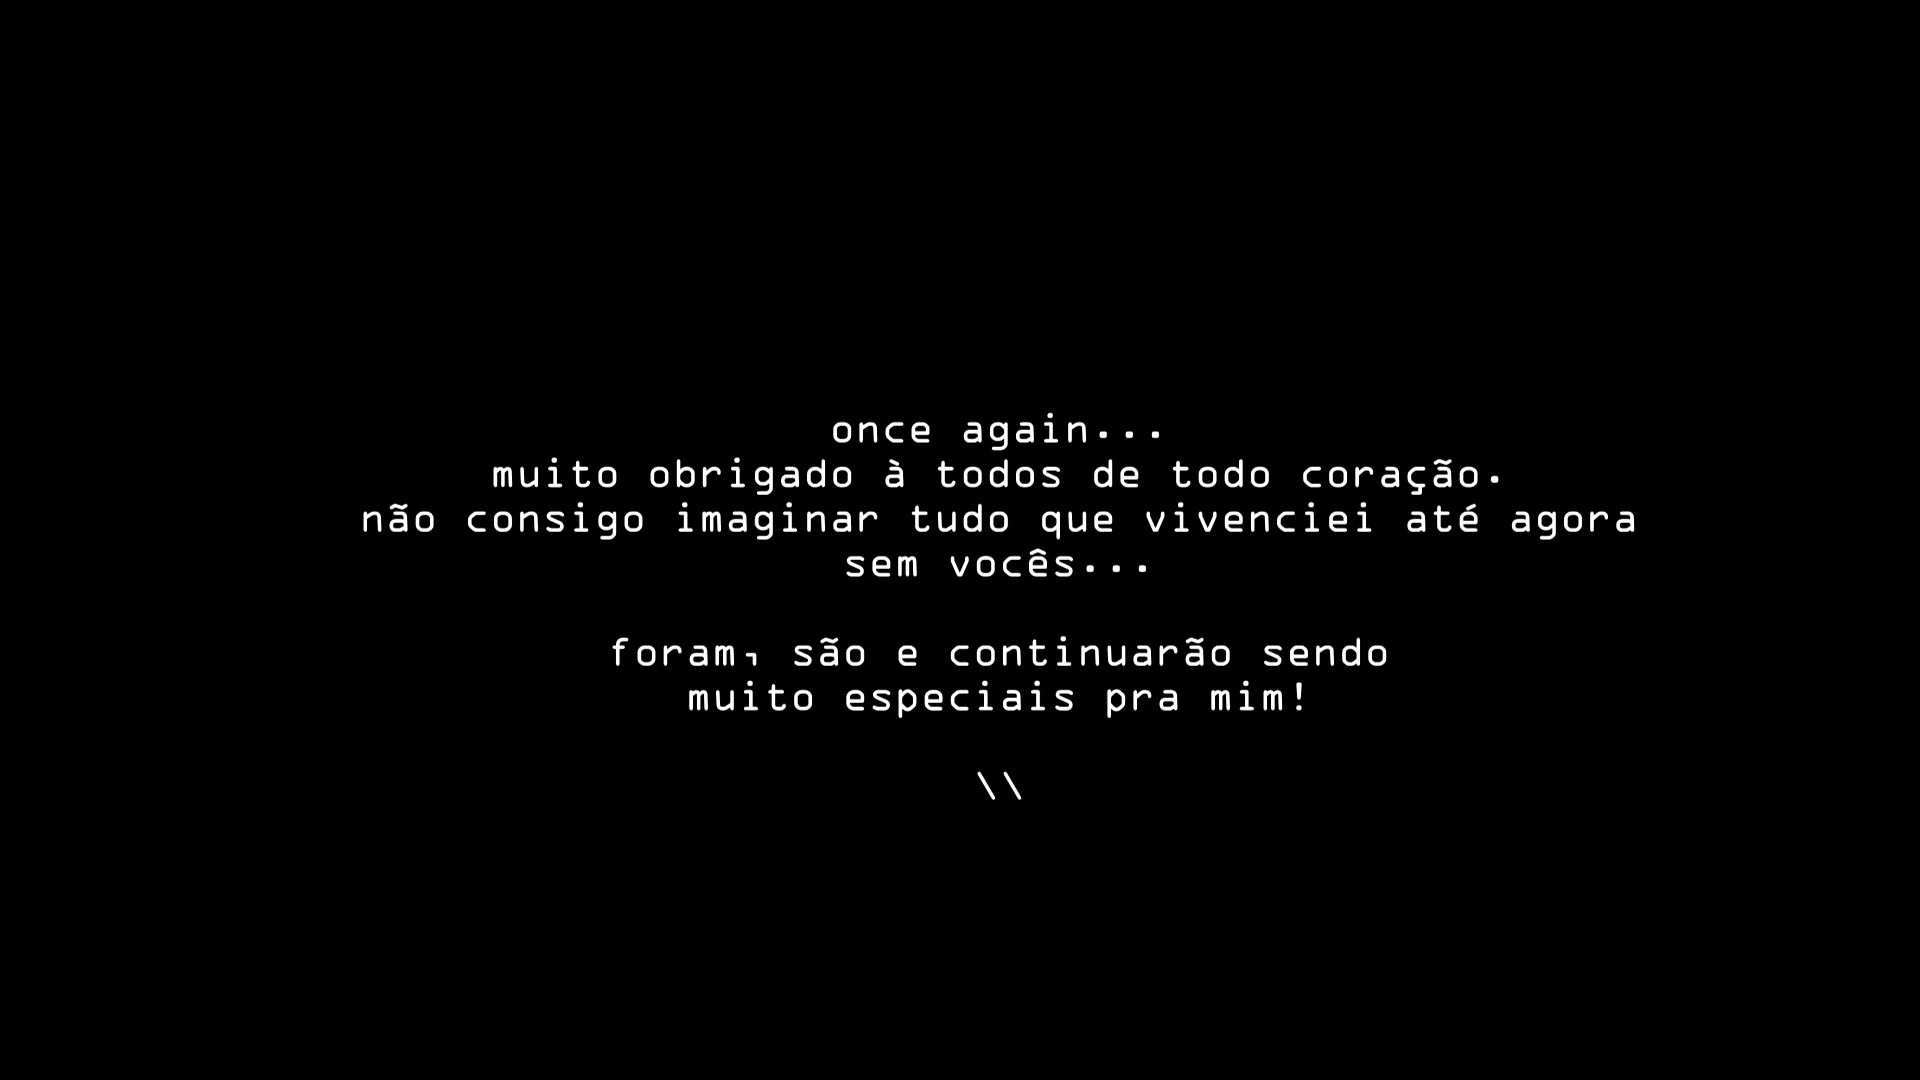 once again...
muito obrigado à todos de todo coração.
não consigo imaginar tudo que vivenciei até agora
sem vocês...
foram, são e continuarão sendo
muito especiais pra mim!
\\